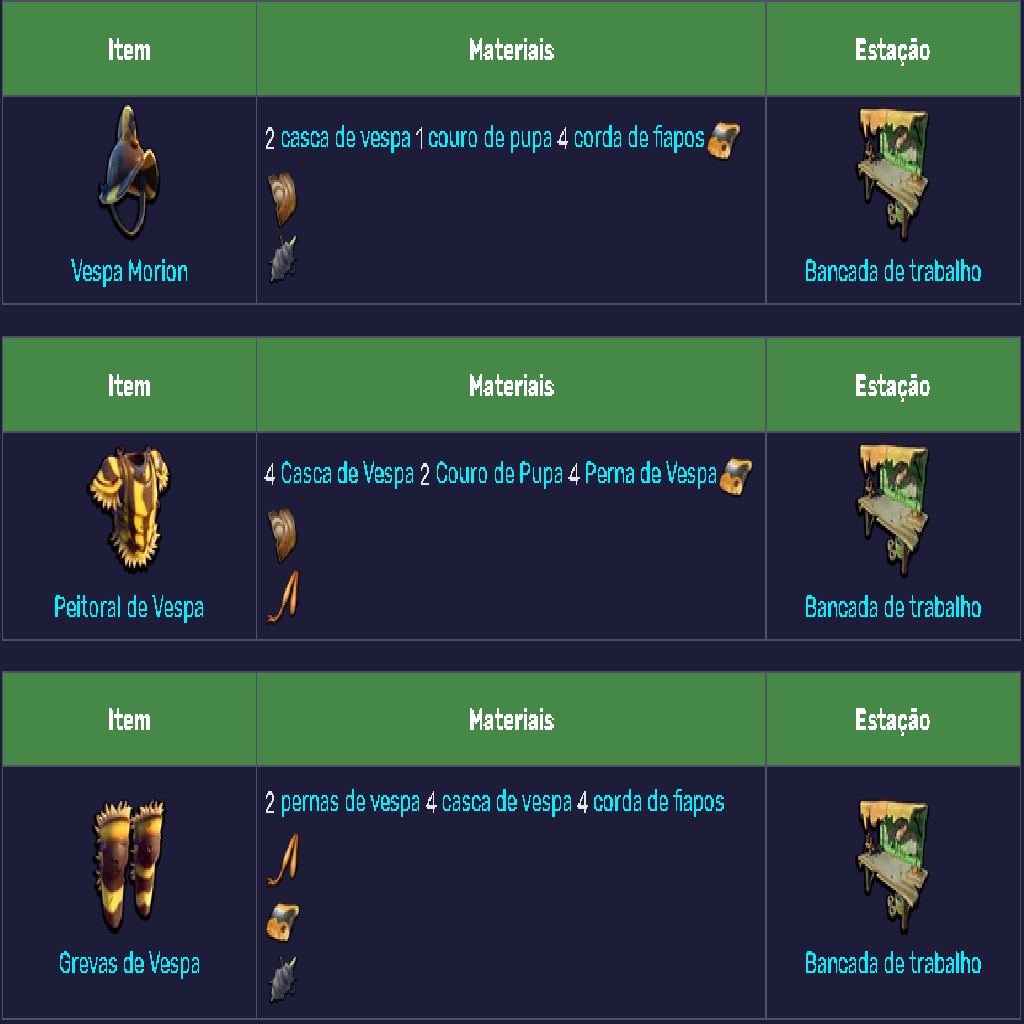 Item Materiais Estação
2 casca de vespa 1 couro de pupa 4 corda de fiapos
Vespa Morion Bancada de trabalho
Item Materiais Estação
4 Casca de Vespa 2 Couro de Pupa 4 Perna de Vespa
Peitoral de Vespa Bancada de trabalho
Item Materiais Estação
2 pernas de vespa 4 casca de vespa 4 corda de fiapos
Grevas de Vespa Bancada de trabalho